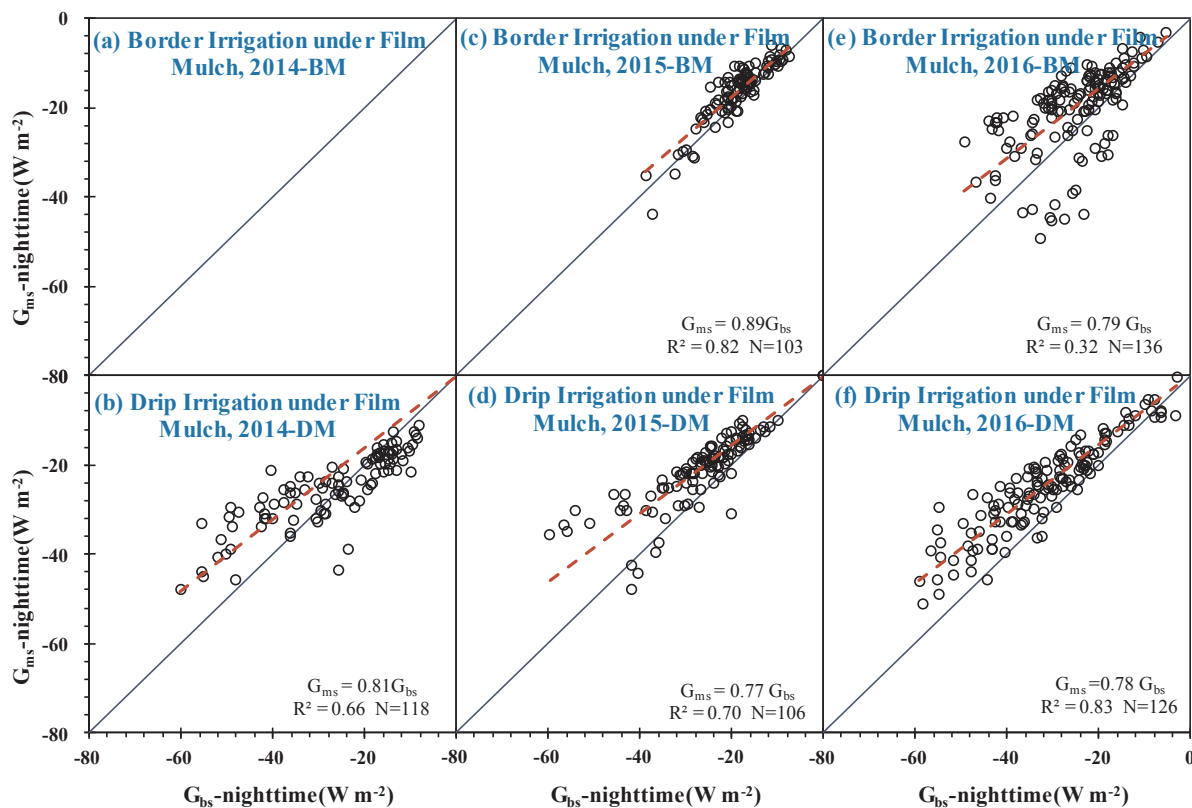 0
-20
-40
-60
-80
G_ms-nighttime(W m⁻²)
(a) Border Irrigation under Film
Mulch, 2014-BM
(c) Border Irrigation under Film
Mulch, 2015-BM
G_ms = 0.89G_bs
R² = 0.82 N=103
(e) Border Irrigation under Film
Mulch, 2016-BM
G_ms = 0.79 G_bs
R² = 0.32 N=136
-20
-40
-60
-80
G_ms-nighttime(W m⁻²)
(b) Drip Irrigation under Film
Mulch, 2014-DM
G_ms = 0.81G_bs
R² = 0.66 N=118
(d) Drip Irrigation under Film
Mulch, 2015-DM
G_ms = 0.77 G_bs
R² = 0.70 N=106
(f) Drip Irrigation under Film
Mulch, 2016-DM
G_ms=0.78 G_bs
R² = 0.83 N=126
-80 -60 -40 -20 -80 -60 -40 -20 -80 -60 -40 -20 0
G_bs-nighttime(W m⁻²) G_bs-nighttime(W m⁻²) G_bs-nighttime(W m⁻²)